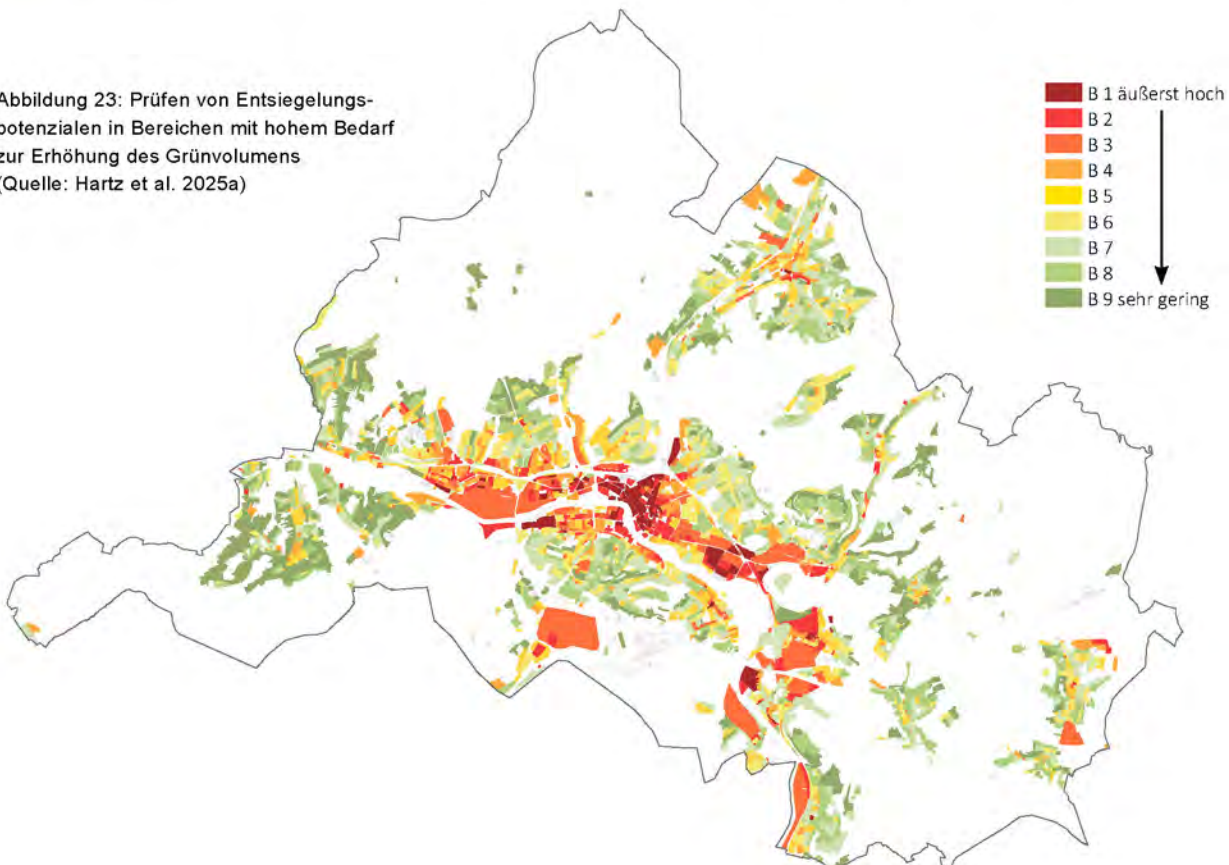 Abbildung 23: Prüfen von Entsiegelungs-
potenzialen in Bereichen mit hohem Bedarf
zur Erhöhung des Grünvolumens
(Quelle: Hartz et al. 2025a)
B 1 äußerst hoch
B 2
B 3
B 4
B 5
B 6
B 7
B 8
B 9 sehr gering